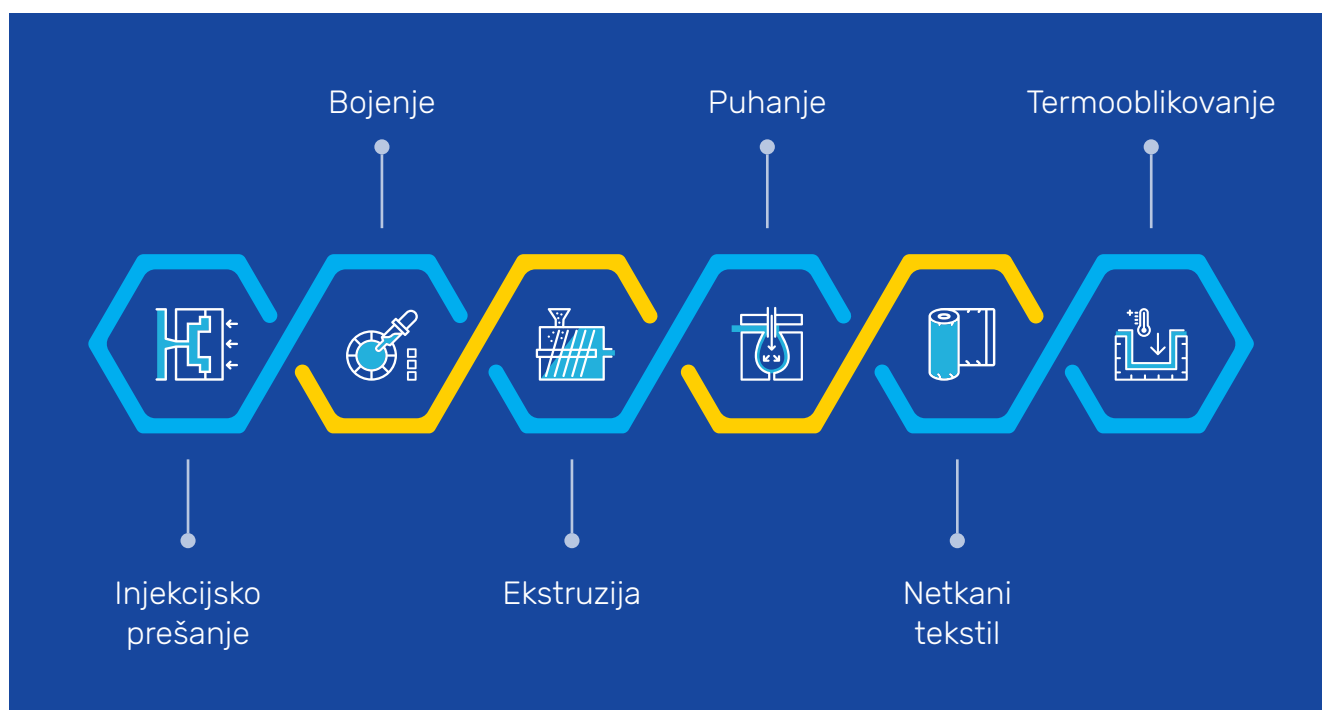 Bojenje
Puhanje
Termooblikovanje
Injekcijsko
prešanje
Ekstruzija
Netkani
tekstil